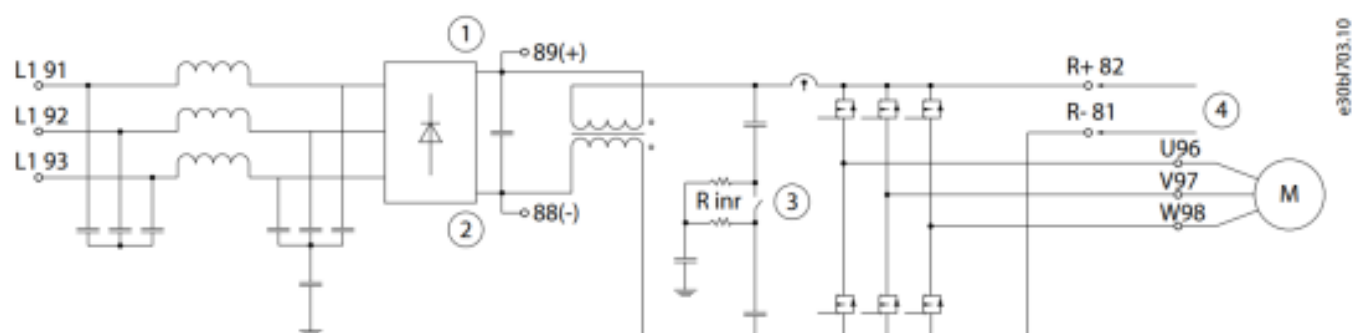 1
89(+)
L1 91
L1 92
L1 93
2
88(-)
R inr
3
R+ 82
R- 81
4
U96
V97
W98
M
e30bl703.10